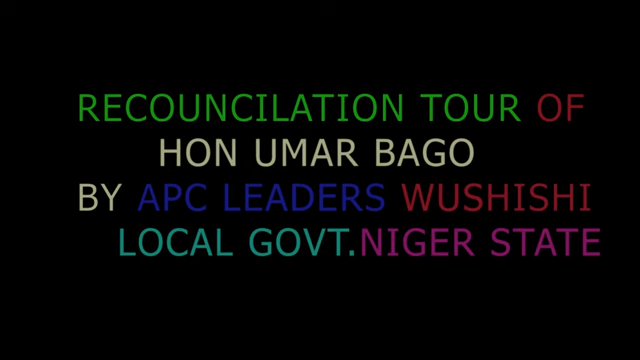 RECOUNCILATION TOUR OF
HON UMAR BAGO
BY APC LEADERS WUSHISHI
LOCAL GOVT.NIGER STATE